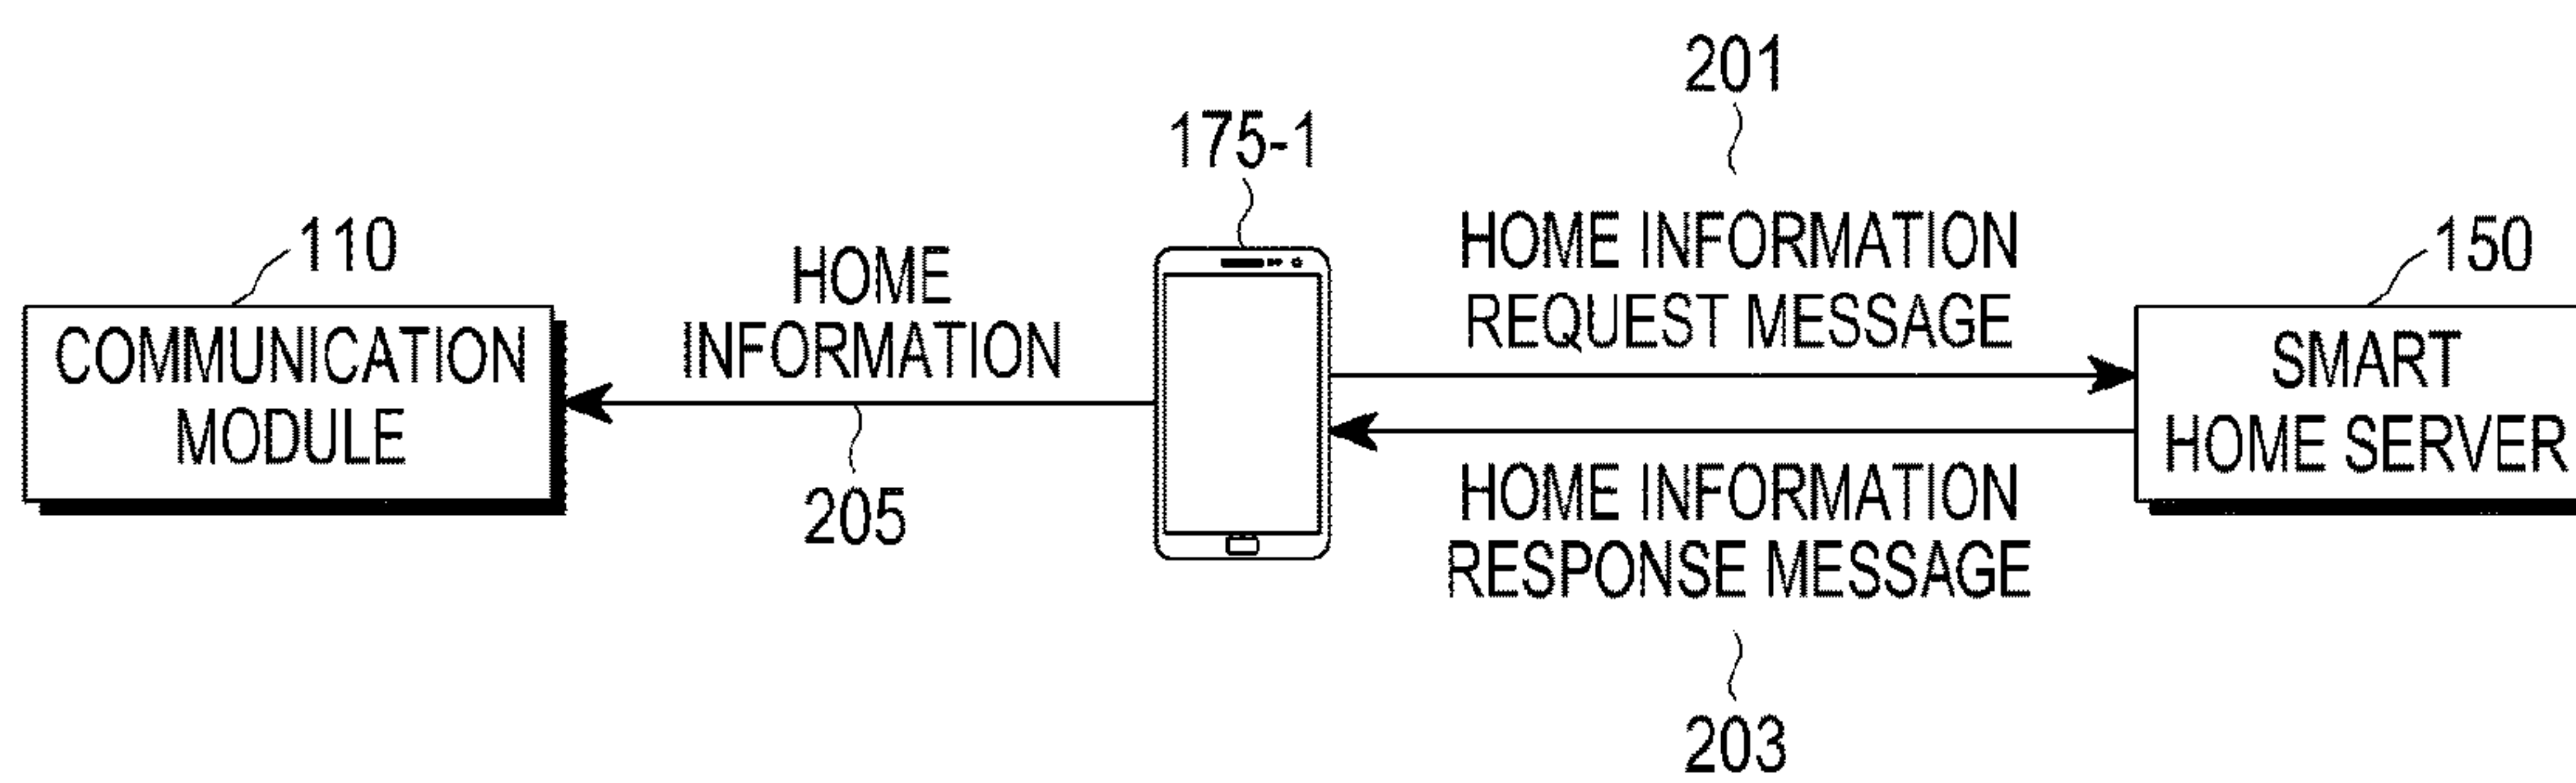 201
175-1
110
HOME
INFORMATION
HOME INFORMATION
REQUEST MESSAGE
150
COMMUNICATION
MODULE
SMART
HOME SERVER
205
HOME INFORMATION
RESPONSE MESSAGE
203